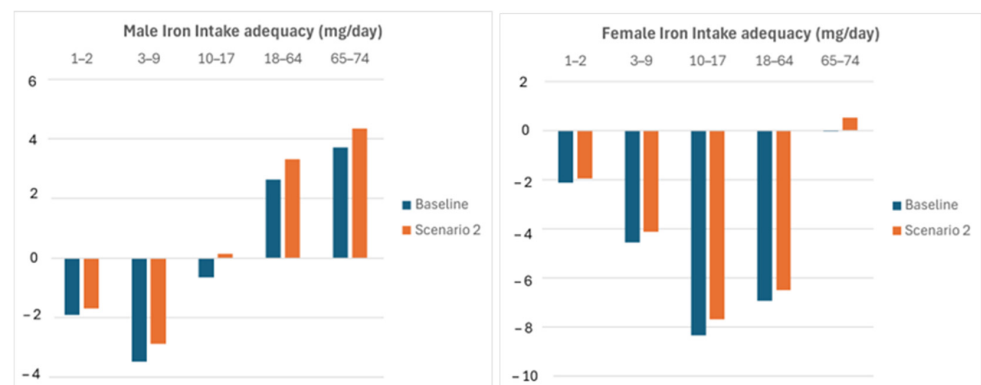 Male Iron Intake adequacy (mg/day)
1–2 3–9 10–17 18–64 65–74
6
4
2
0
–2
–4
Baseline
Scenario 2
Female Iron Intake adequacy (mg/day)
1–2 3–9 10–17 18–64 65–74
2
0
–2
–4
–6
–8
–10
Baseline
Scenario 2